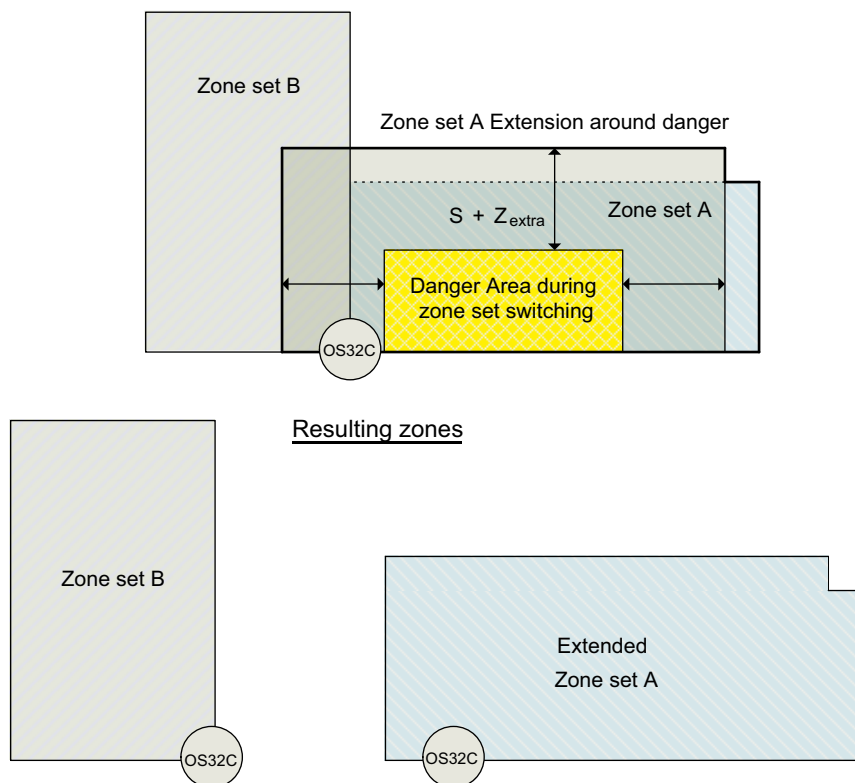 Zone set B
Zone set A Extension around danger
S + Zextra
Zone set A
Danger Area during
zone set switching
OS32C
Resulting zones
Zone set B
Extended
Zone set A
OS32C
OS32C